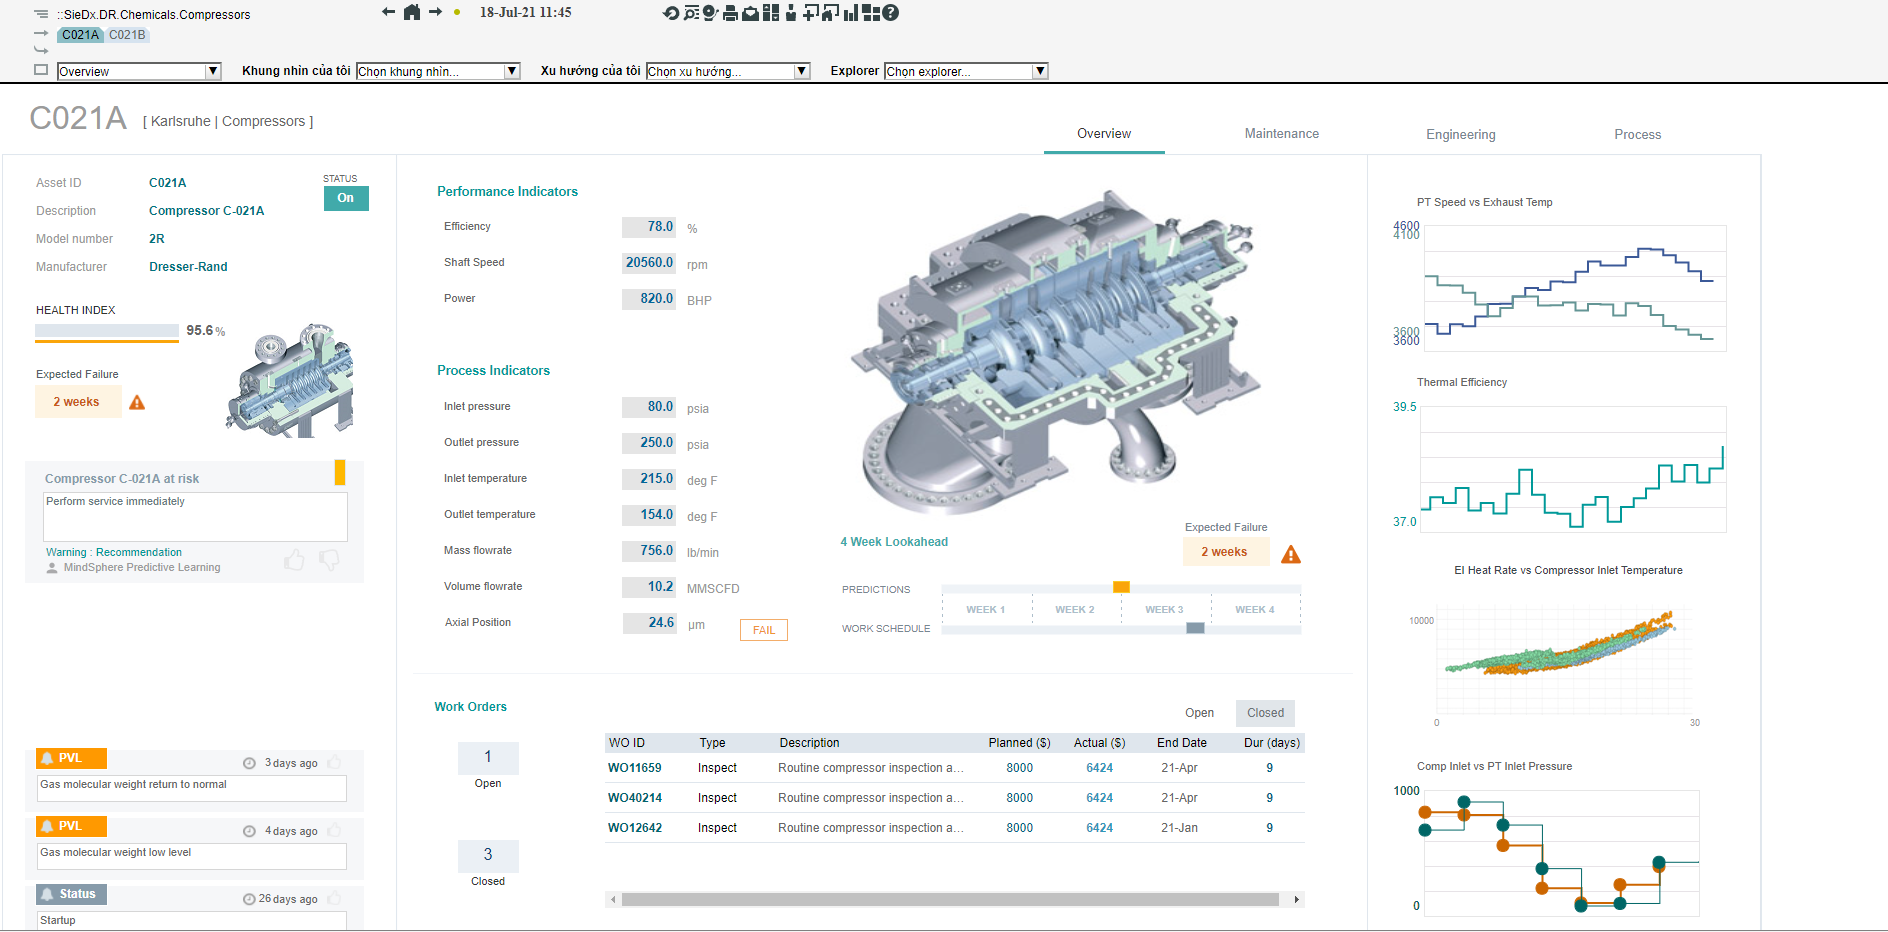 ::SieDx.DR.Chemicals.Compressors
18-Jul-21 11:45
C021A C021B
Overview Khung nhìn của tôi Chọn khung nhìn... Xu hướng của tôi Chọn xu hướng... Explorer Chọn explorer...
C021A [ Karlsruhe | Compressors ]
Overview Maintenance Engineering Process
Asset ID C021A
STATUS
On
Description Compressor C-021A
Model number 2R
Manufacturer Dresser-Rand
HEALTH INDEX
95.6 %
Expected Failure
2 weeks
Compressor C-021A at risk
Perform service immediately
Warning : Recommendation
MindSphere Predictive Learning
PVL 3 days ago
Gas molecular weight return to normal
PVL 4 days ago
Gas molecular weight low level
Status 26 days ago
Startup
Performance Indicators
Efficiency 78.0 %
Shaft Speed 20560.0 rpm
Power 820.0 BHP
Process Indicators
Inlet pressure 80.0 psia
Outlet pressure 250.0 psia
Inlet temperature 215.0 deg F
Outlet temperature 154.0 deg F
Mass flowrate 756.0 lb/min
Volume flowrate 10.2 MMSCFD
Axial Position 24.6 µm FAIL
4 Week Lookahead
Expected Failure
2 weeks
PREDICTIONS
WEEK 1 WEEK 2 WEEK 3 WEEK 4
WORK SCHEDULE
Work Orders
Open Closed
1
Open
3
Closed
WO ID Type Description Planned ($) Actual ($) End Date Dur (days)
WO11659 Inspect Routine compressor inspection a... 8000 6424 21-Apr 9
WO40214 Inspect Routine compressor inspection a... 8000 6424 21-Apr 9
WO12642 Inspect Routine compressor inspection a... 8000 6424 21-Jan 9
PT Speed vs Exhaust Temp
4600
4100
3600
3600
Thermal Efficiency
39.5
37.0
EI Heat Rate vs Compressor Inlet Temperature
10000
0 30
Comp Inlet vs PT Inlet Pressure
1000
0